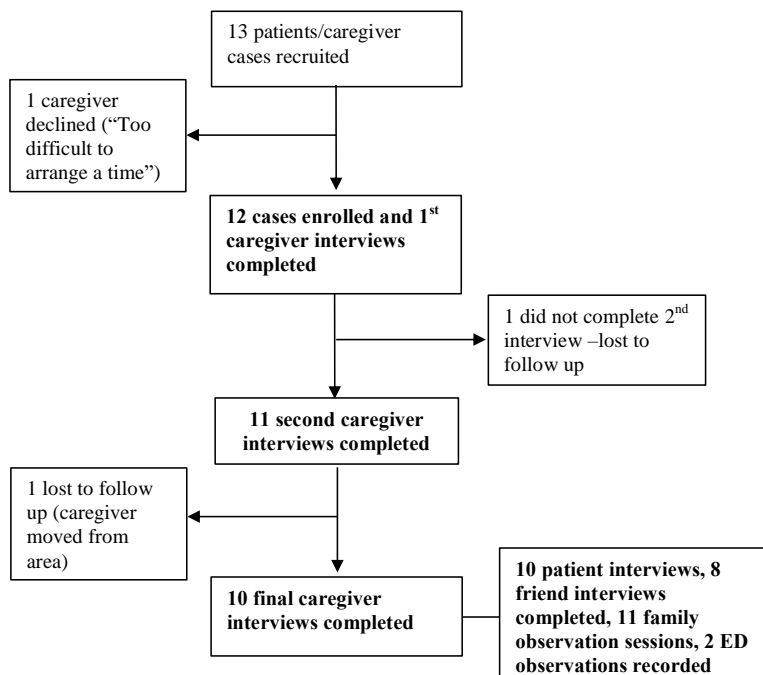 13 patients/caregiver
cases recruited
1 caregiver
declined (“Too
difficult to
arrange a time”)
12 cases enrolled and 1st
caregiver interviews
completed
1 did not complete 2nd
interview –lost to
follow up
11 second caregiver
interviews completed
1 lost to follow
up (caregiver
moved from
area)
10 final caregiver
interviews completed
10 patient interviews, 8
friend interviews
completed, 11 family
observation sessions, 2 ED
observations recorded